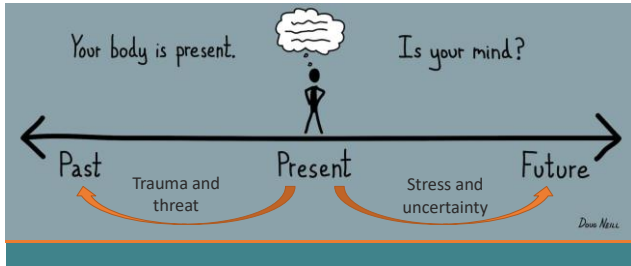 Your body is present.
Is your mind?
Past
Present
Future
Trauma and
threat
Stress and
uncertainty
Doug Neill